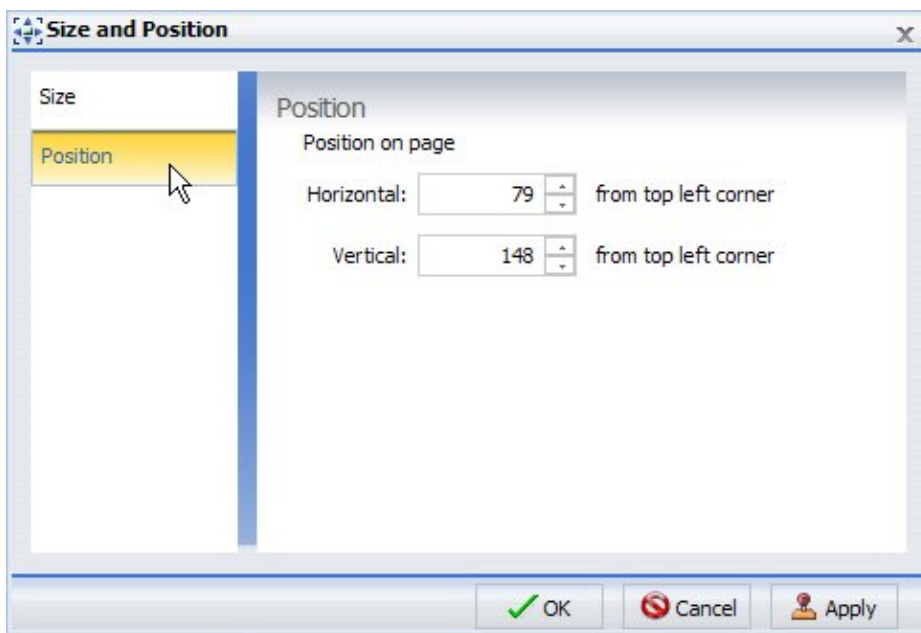 Size and Position
x
Size
Position
Position
Position on page
Horizontal: 79 from top left corner
Vertical: 148 from top left corner
OK Cancel Apply